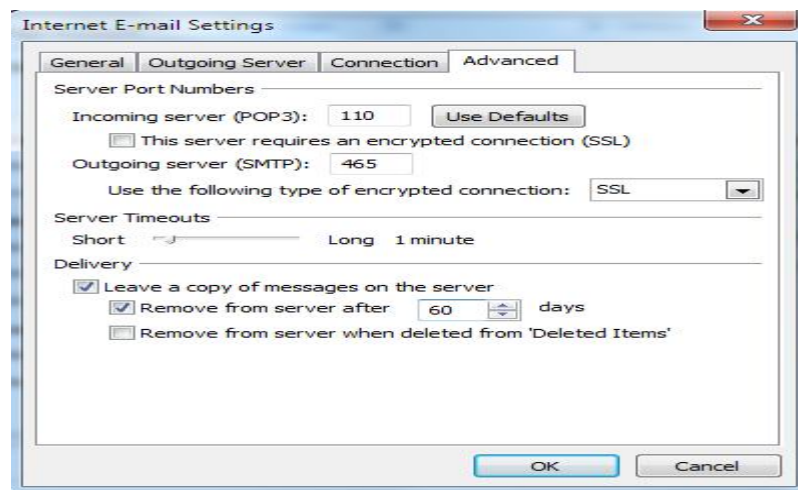 Internet E-mail Settings
General Outgoing Server Connection Advanced
Server Port Numbers
Incoming server (POP3): 110 Use Defaults
This server requires an encrypted connection (SSL)
Outgoing server (SMTP): 465
Use the following type of encrypted connection: SSL
Server Timeouts
Short Long 1 minute
Delivery
Leave a copy of messages on the server
Remove from server after 60 days
Remove from server when deleted from 'Deleted Items'
OK Cancel